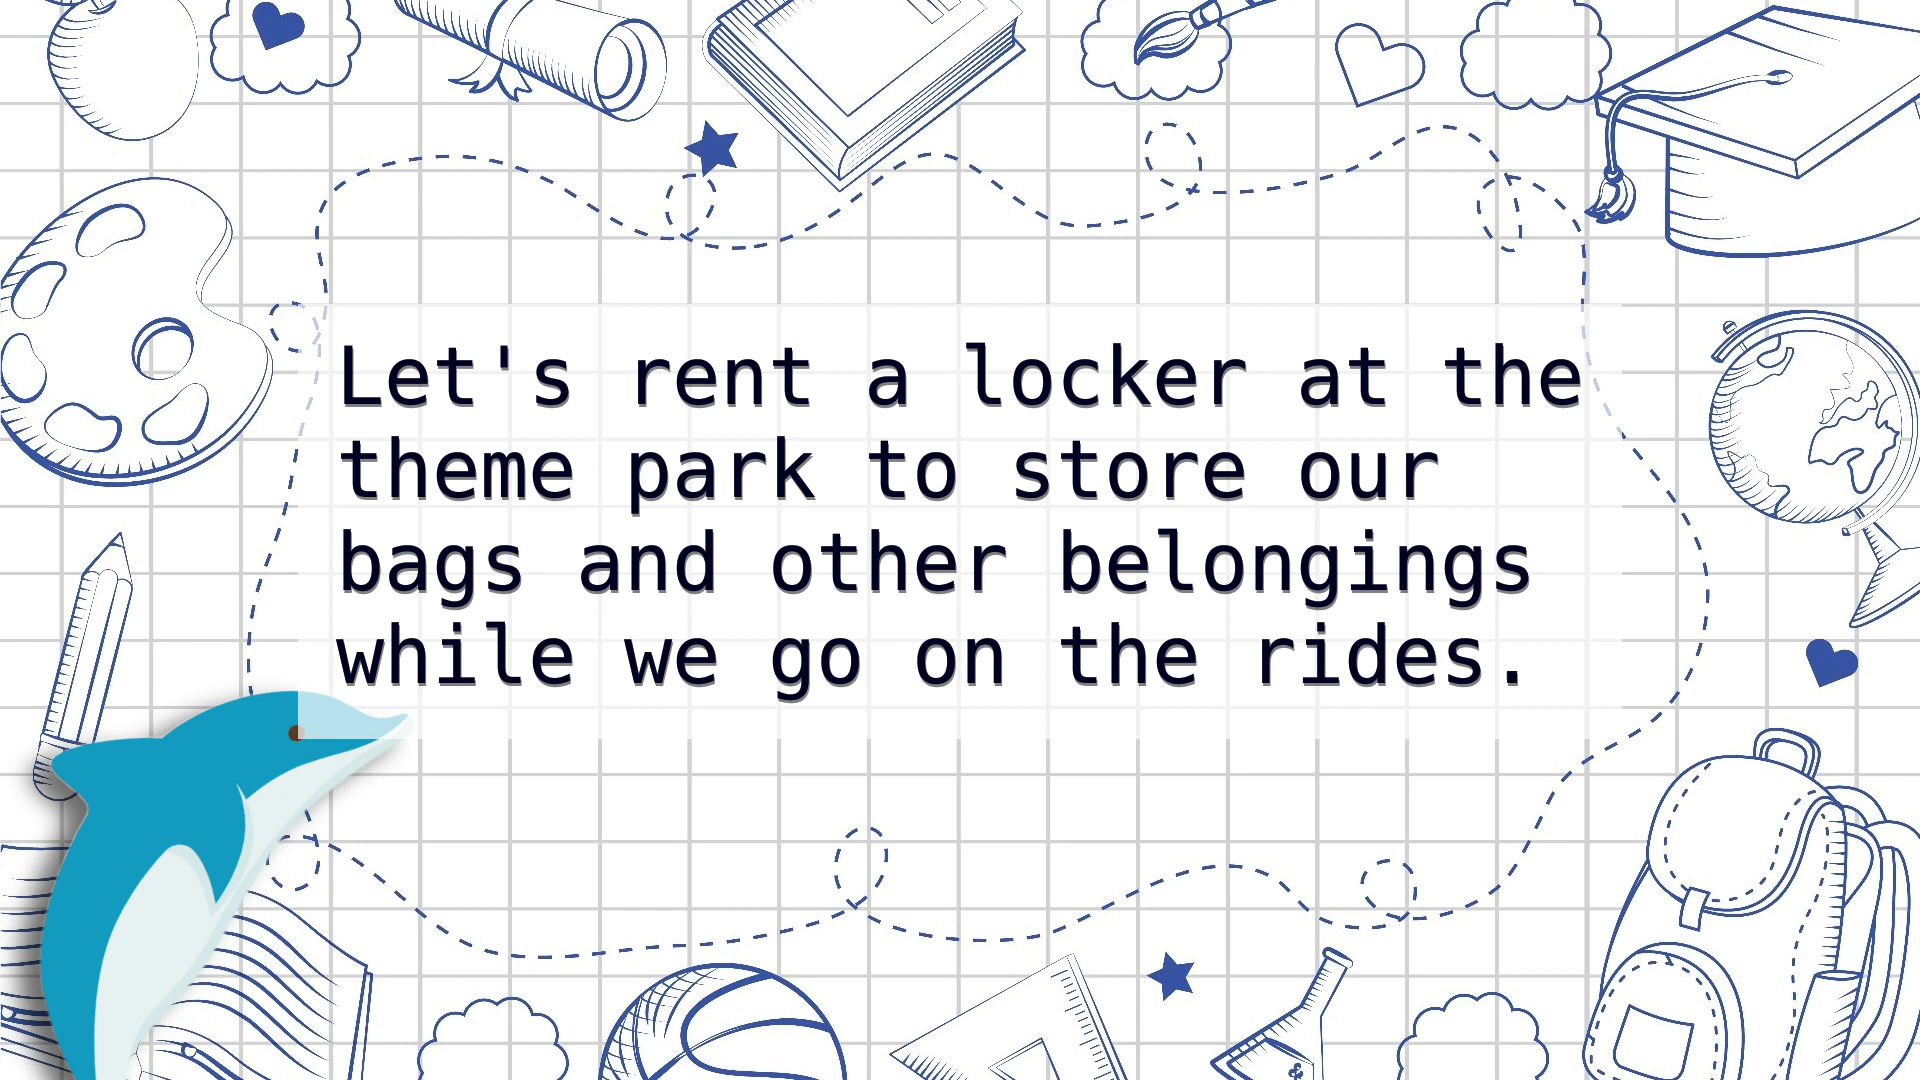 Let's rent a locker at the
theme park to store our
bags and other belongings
while we go on the rides.